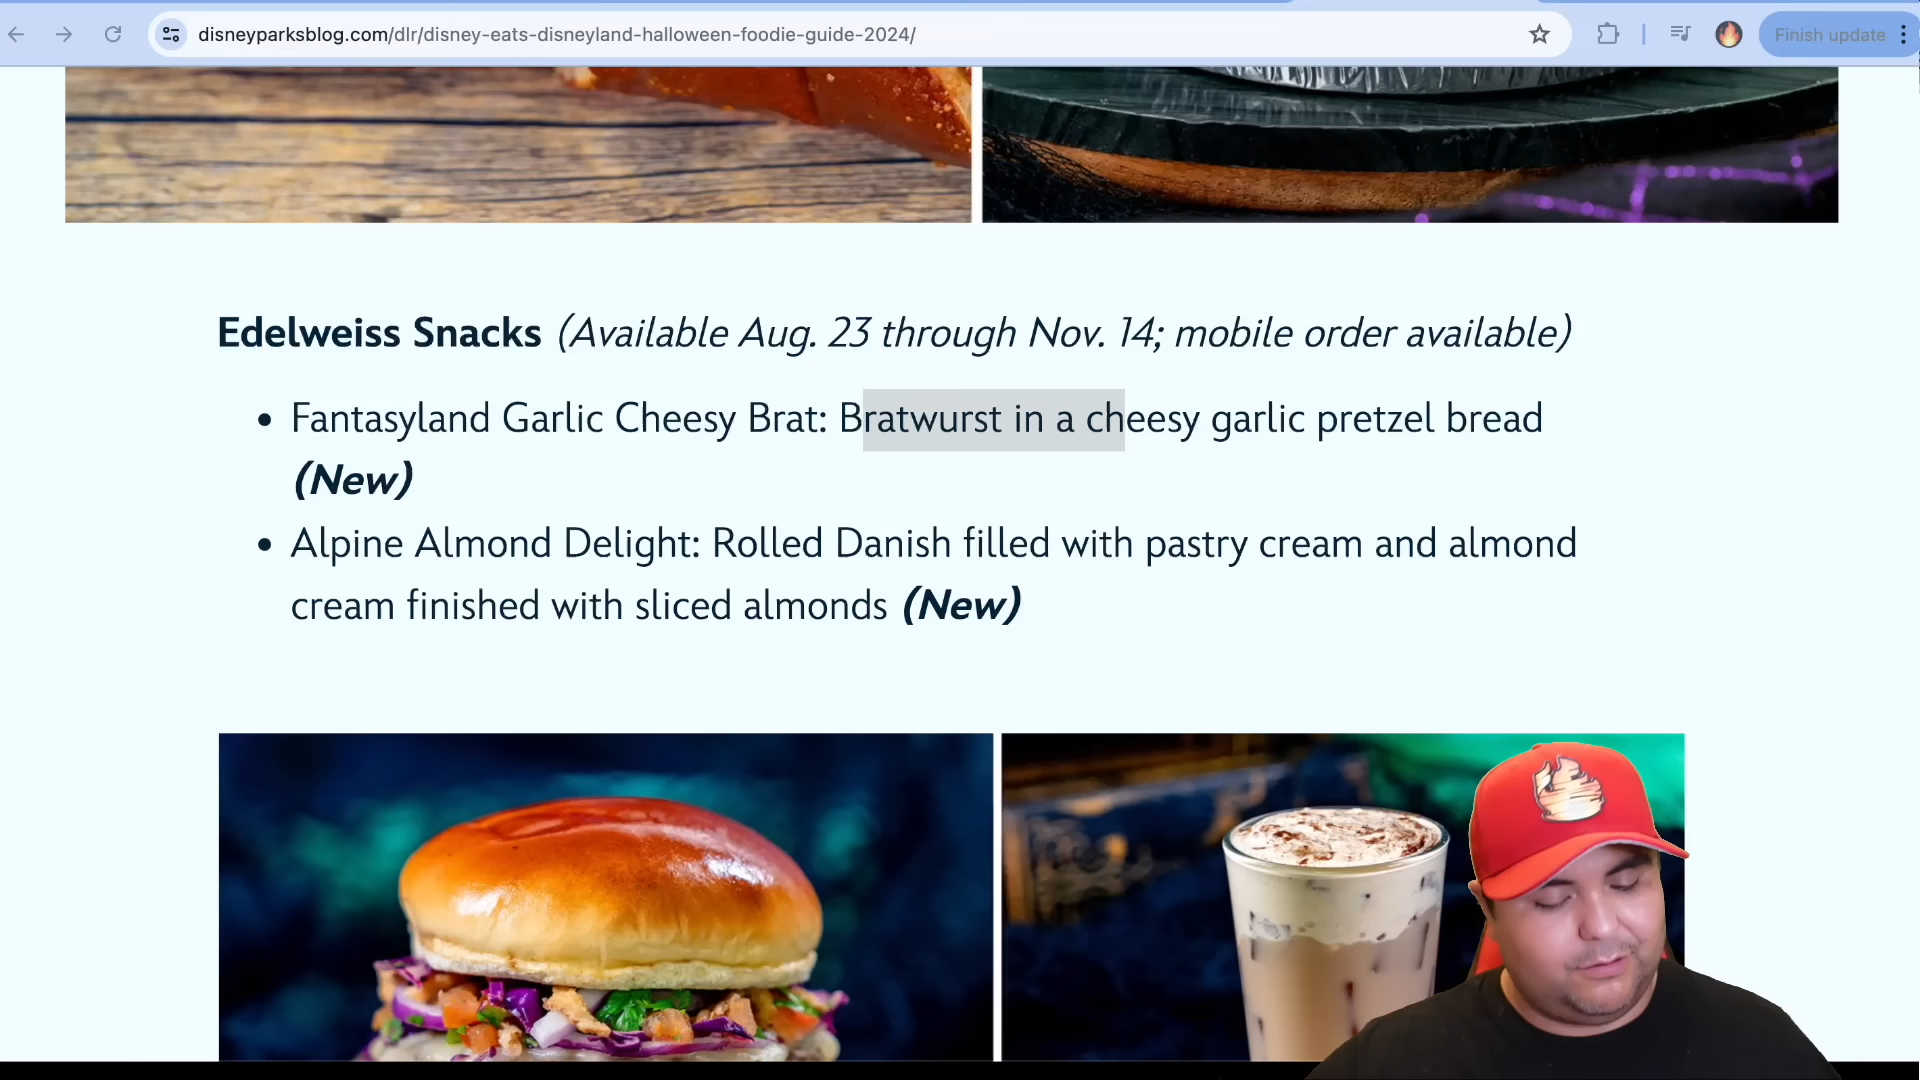 disneyparksblog.com/dlr/disney-eats-disneyland-halloween-foodie-guide-2024/
Finish update
Edelweiss Snacks (Available Aug. 23 through Nov. 14; mobile order available)
• Fantasyland Garlic Cheesy Brat: Bratwurst in a cheesy garlic pretzel bread
(New)
• Alpine Almond Delight: Rolled Danish filled with pastry cream and almond
cream finished with sliced almonds (New)